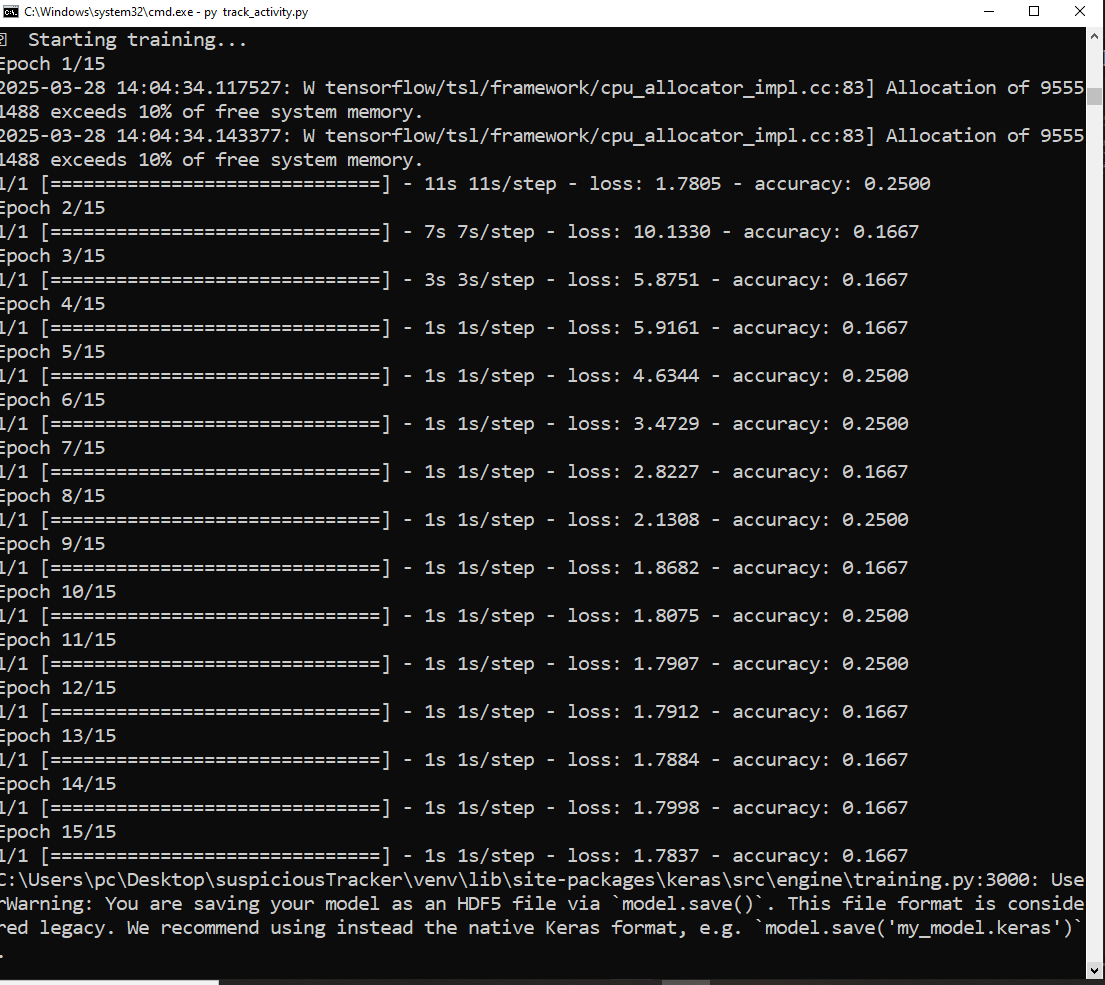 C:\Windows\system32\cmd.exe - py track_activity.py
Starting training...
Epoch 1/15
2025-03-28 14:04:34.117527: W tensorflow/tsl/framework/cpu_allocator_impl.cc:83] Allocation of 9555
1488 exceeds 10% of free system memory.
2025-03-28 14:04:34.143377: W tensorflow/tsl/framework/cpu_allocator_impl.cc:83] Allocation of 9555
1488 exceeds 10% of free system memory.
1/1 [==============================] - 11s 11s/step - loss: 1.7805 - accuracy: 0.2500
Epoch 2/15
1/1 [==============================] - 7s 7s/step - loss: 10.1330 - accuracy: 0.1667
Epoch 3/15
1/1 [==============================] - 3s 3s/step - loss: 5.8751 - accuracy: 0.1667
Epoch 4/15
1/1 [==============================] - 1s 1s/step - loss: 5.9161 - accuracy: 0.1667
Epoch 5/15
1/1 [==============================] - 1s 1s/step - loss: 4.6344 - accuracy: 0.2500
Epoch 6/15
1/1 [==============================] - 1s 1s/step - loss: 3.4729 - accuracy: 0.2500
Epoch 7/15
1/1 [==============================] - 1s 1s/step - loss: 2.8227 - accuracy: 0.1667
Epoch 8/15
1/1 [==============================] - 1s 1s/step - loss: 2.1308 - accuracy: 0.2500
Epoch 9/15
1/1 [==============================] - 1s 1s/step - loss: 1.8682 - accuracy: 0.1667
Epoch 10/15
1/1 [==============================] - 1s 1s/step - loss: 1.8075 - accuracy: 0.2500
Epoch 11/15
1/1 [==============================] - 1s 1s/step - loss: 1.7907 - accuracy: 0.2500
Epoch 12/15
1/1 [==============================] - 1s 1s/step - loss: 1.7912 - accuracy: 0.1667
Epoch 13/15
1/1 [==============================] - 1s 1s/step - loss: 1.7884 - accuracy: 0.1667
Epoch 14/15
1/1 [==============================] - 1s 1s/step - loss: 1.7998 - accuracy: 0.1667
Epoch 15/15
1/1 [==============================] - 1s 1s/step - loss: 1.7837 - accuracy: 0.1667
C:\Users\pc\Desktop\suspiciousTracker\venv\lib\site-packages\keras\src\engine\training.py:3000: Use
rWarning: You are saving your model as an HDF5 file via `model.save()`. This file format is conside
red legacy. We recommend using instead the native Keras format, e.g. `model.save('my_model.keras')`
.